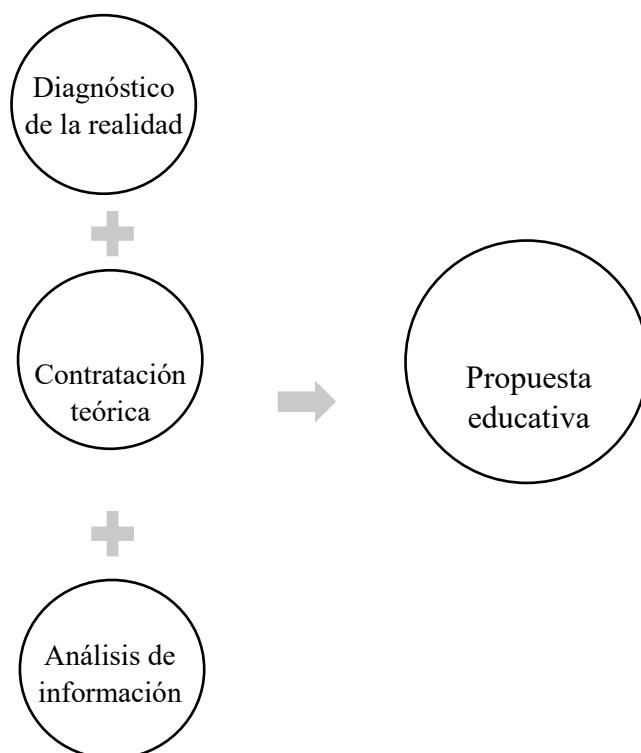 Diagnóstico
de la realidad
Contratación
teórica
Análisis de
información
Propuesta
educativa